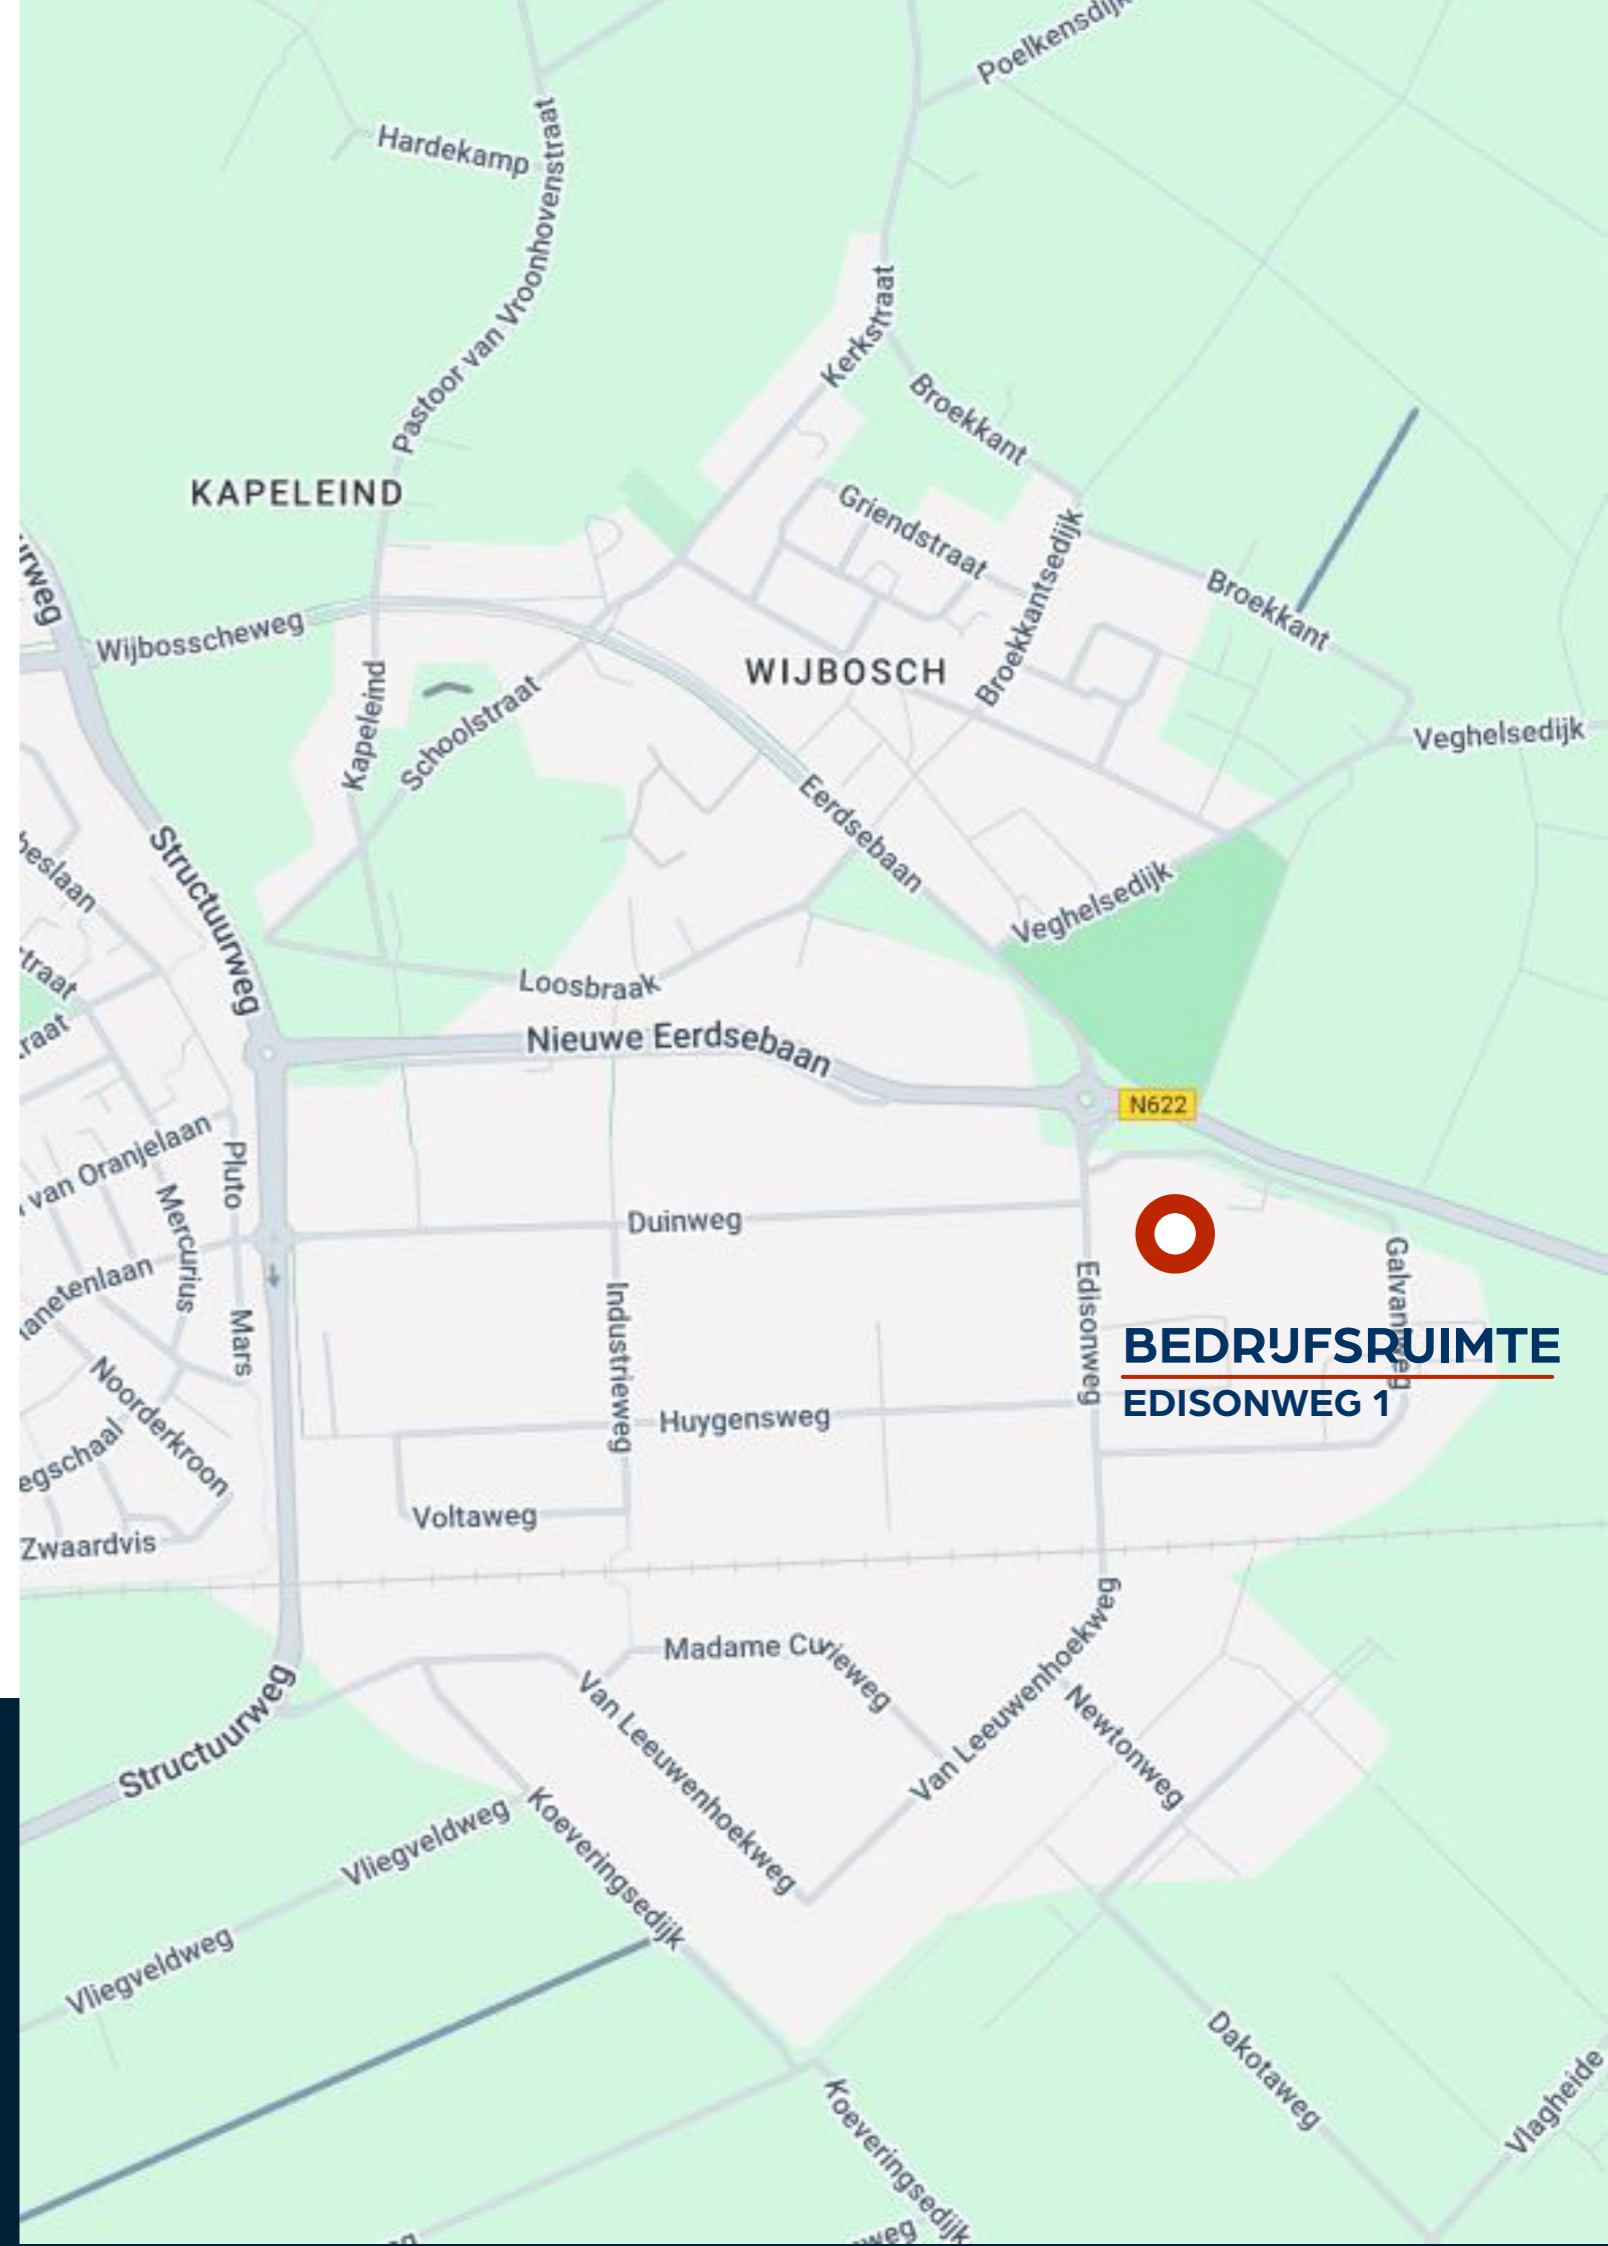 Poelkensdijk
Hardekamp
Pastoor van Vroonhovenstraat
Kerkstraat
Broekkant
KAPELEIND
Griendstraat
Broekkantsedijk
Broekkant
Wijbosscheweg
WIJBOSCH
Kapeleind
Schoolstraat
Veghelsedijk
Eerdsebaan
Structuurweg
Veghelsedijk
Loosbraak
Nieuwe Eerdsebaan
N622
van Oranjelaan
Pluto
Mercurius
Duinweg
Edisonweg
Galvaniweg
Industrieweg
Mars
BEDRIJFSRUIMTE
EDISONWEG 1
Noorderkroon
Huygensweg
Voltaweg
Zwaardvis
Madame Curieweg
Van Leeuwenhoekweg
Van Leeuwenhoekweg
Newtonweg
Structuurweg
Koeveringsedijk
Vliegveldweg
Vliegveldweg
Dakotaweg
Vlagheide
Koeveringsedijk